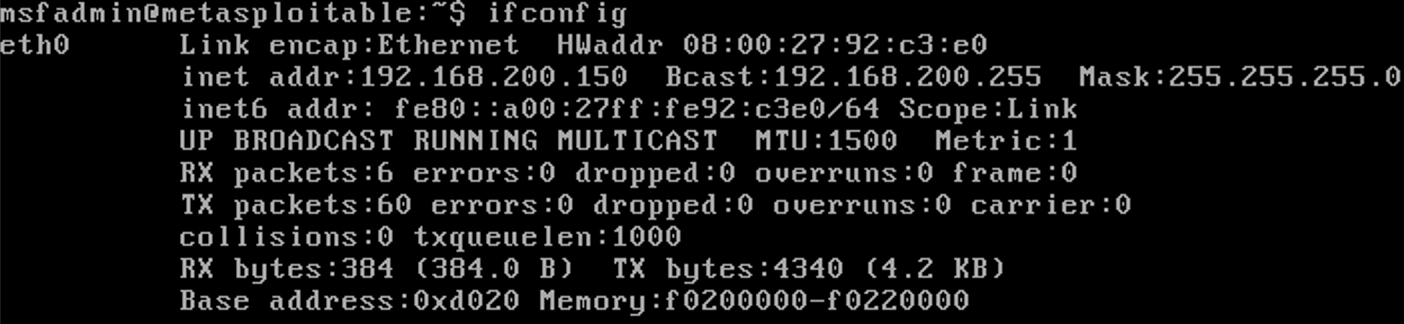 msfadmin@metasploitable:~$ ifconfig
eth0      Link encap:Ethernet  HWaddr 08:00:27:92:c3:e0
          inet addr:192.168.200.150  Bcast:192.168.200.255  Mask:255.255.255.0
          inet6 addr: fe80::a00:27ff:fe92:c3e0/64 Scope:Link
          UP BROADCAST RUNNING MULTICAST  MTU:1500  Metric:1
          RX packets:6 errors:0 dropped:0 overruns:0 frame:0
          TX packets:60 errors:0 dropped:0 overruns:0 carrier:0
          collisions:0 txqueuelen:1000
          RX bytes:384 (384.0 B)  TX bytes:4340 (4.2 KB)
          Base address:0xd020 Memory:f0200000-f0220000